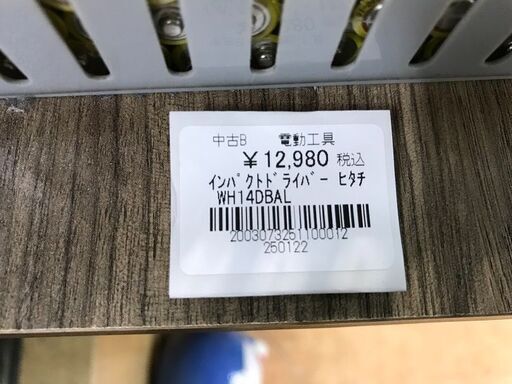 中古B 電動工具
￥12,980 税込
ｲﾝﾊﾟｸﾄﾄﾞﾗｲﾊﾞｰ ﾋﾀﾁ
WH14DBAL
2003073251100012
250122